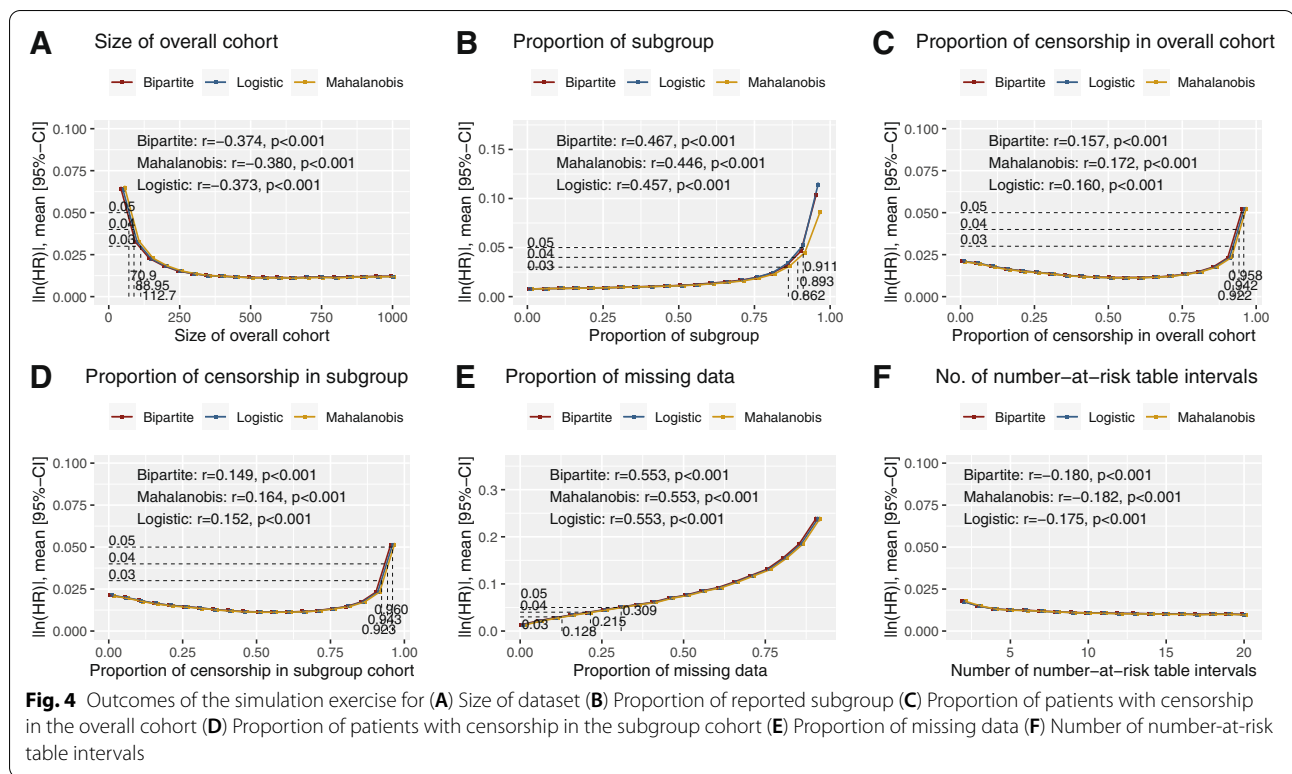 A Size of overall cohort
Bipartite Logistic Mahalanobis
|ln(HR)|, mean [95%−CI]
0.100
0.075
0.050
0.025
0.000
Bipartite: r=−0.374, p<0.001
Mahalanobis: r=−0.380, p<0.001
Logistic: r=−0.373, p<0.001
0.05
0.04
0.03
70.9
88.95
112.7
0 250 500 750 1000
Size of overall cohort
B Proportion of subgroup
Bipartite Logistic Mahalanobis
|ln(HR)|, mean [95%−CI]
0.15
0.10
0.05
0.00
Bipartite: r=0.467, p<0.001
Mahalanobis: r=0.446, p<0.001
Logistic: r=0.457, p<0.001
0.05
0.04
0.03
0.911
0.893
0.862
0.00 0.25 0.50 0.75 1.00
Proportion of subgroup
C Proportion of censorship in overall cohort
Bipartite Logistic Mahalanobis
|ln(HR)|, mean [95%−CI]
0.100
0.075
0.050
0.025
0.000
Bipartite: r=0.157, p<0.001
Mahalanobis: r=0.172, p<0.001
Logistic: r=0.160, p<0.001
0.05
0.04
0.03
0.958
0.942
0.922
0.00 0.25 0.50 0.75 1.00
Proportion of censorship in overall cohort
D Proportion of censorship in subgroup
Bipartite Logistic Mahalanobis
|ln(HR)|, mean [95%−CI]
0.100
0.075
0.050
0.025
0.000
Bipartite: r=0.149, p<0.001
Mahalanobis: r=0.164, p<0.001
Logistic: r=0.152, p<0.001
0.05
0.04
0.03
0.960
0.943
0.923
0.00 0.25 0.50 0.75 1.00
Proportion of censorship in subgroup cohort
E Proportion of missing data
Bipartite Logistic Mahalanobis
|ln(HR)|, mean [95%−CI]
0.3
0.2
0.1
0.0
Bipartite: r=0.553, p<0.001
Mahalanobis: r=0.553, p<0.001
Logistic: r=0.553, p<0.001
0.05
0.04
0.03
0.309
0.215
0.128
0.00 0.25 0.50 0.75
Proportion of missing data
F No. of number−at−risk table intervals
Bipartite Logistic Mahalanobis
|ln(HR)|, mean [95%−CI]
0.100
0.075
0.050
0.025
0.000
Bipartite: r=−0.180, p<0.001
Mahalanobis: r=−0.182, p<0.001
Logistic: r=−0.175, p<0.001
5 10 15 20
Number of number−at−risk table intervals
Fig. 4 Outcomes of the simulation exercise for (A) Size of dataset (B) Proportion of reported subgroup (C) Proportion of patients with censorship
in the overall cohort (D) Proportion of patients with censorship in the subgroup cohort (E) Proportion of missing data (F) Number of number-at-risk
table intervals